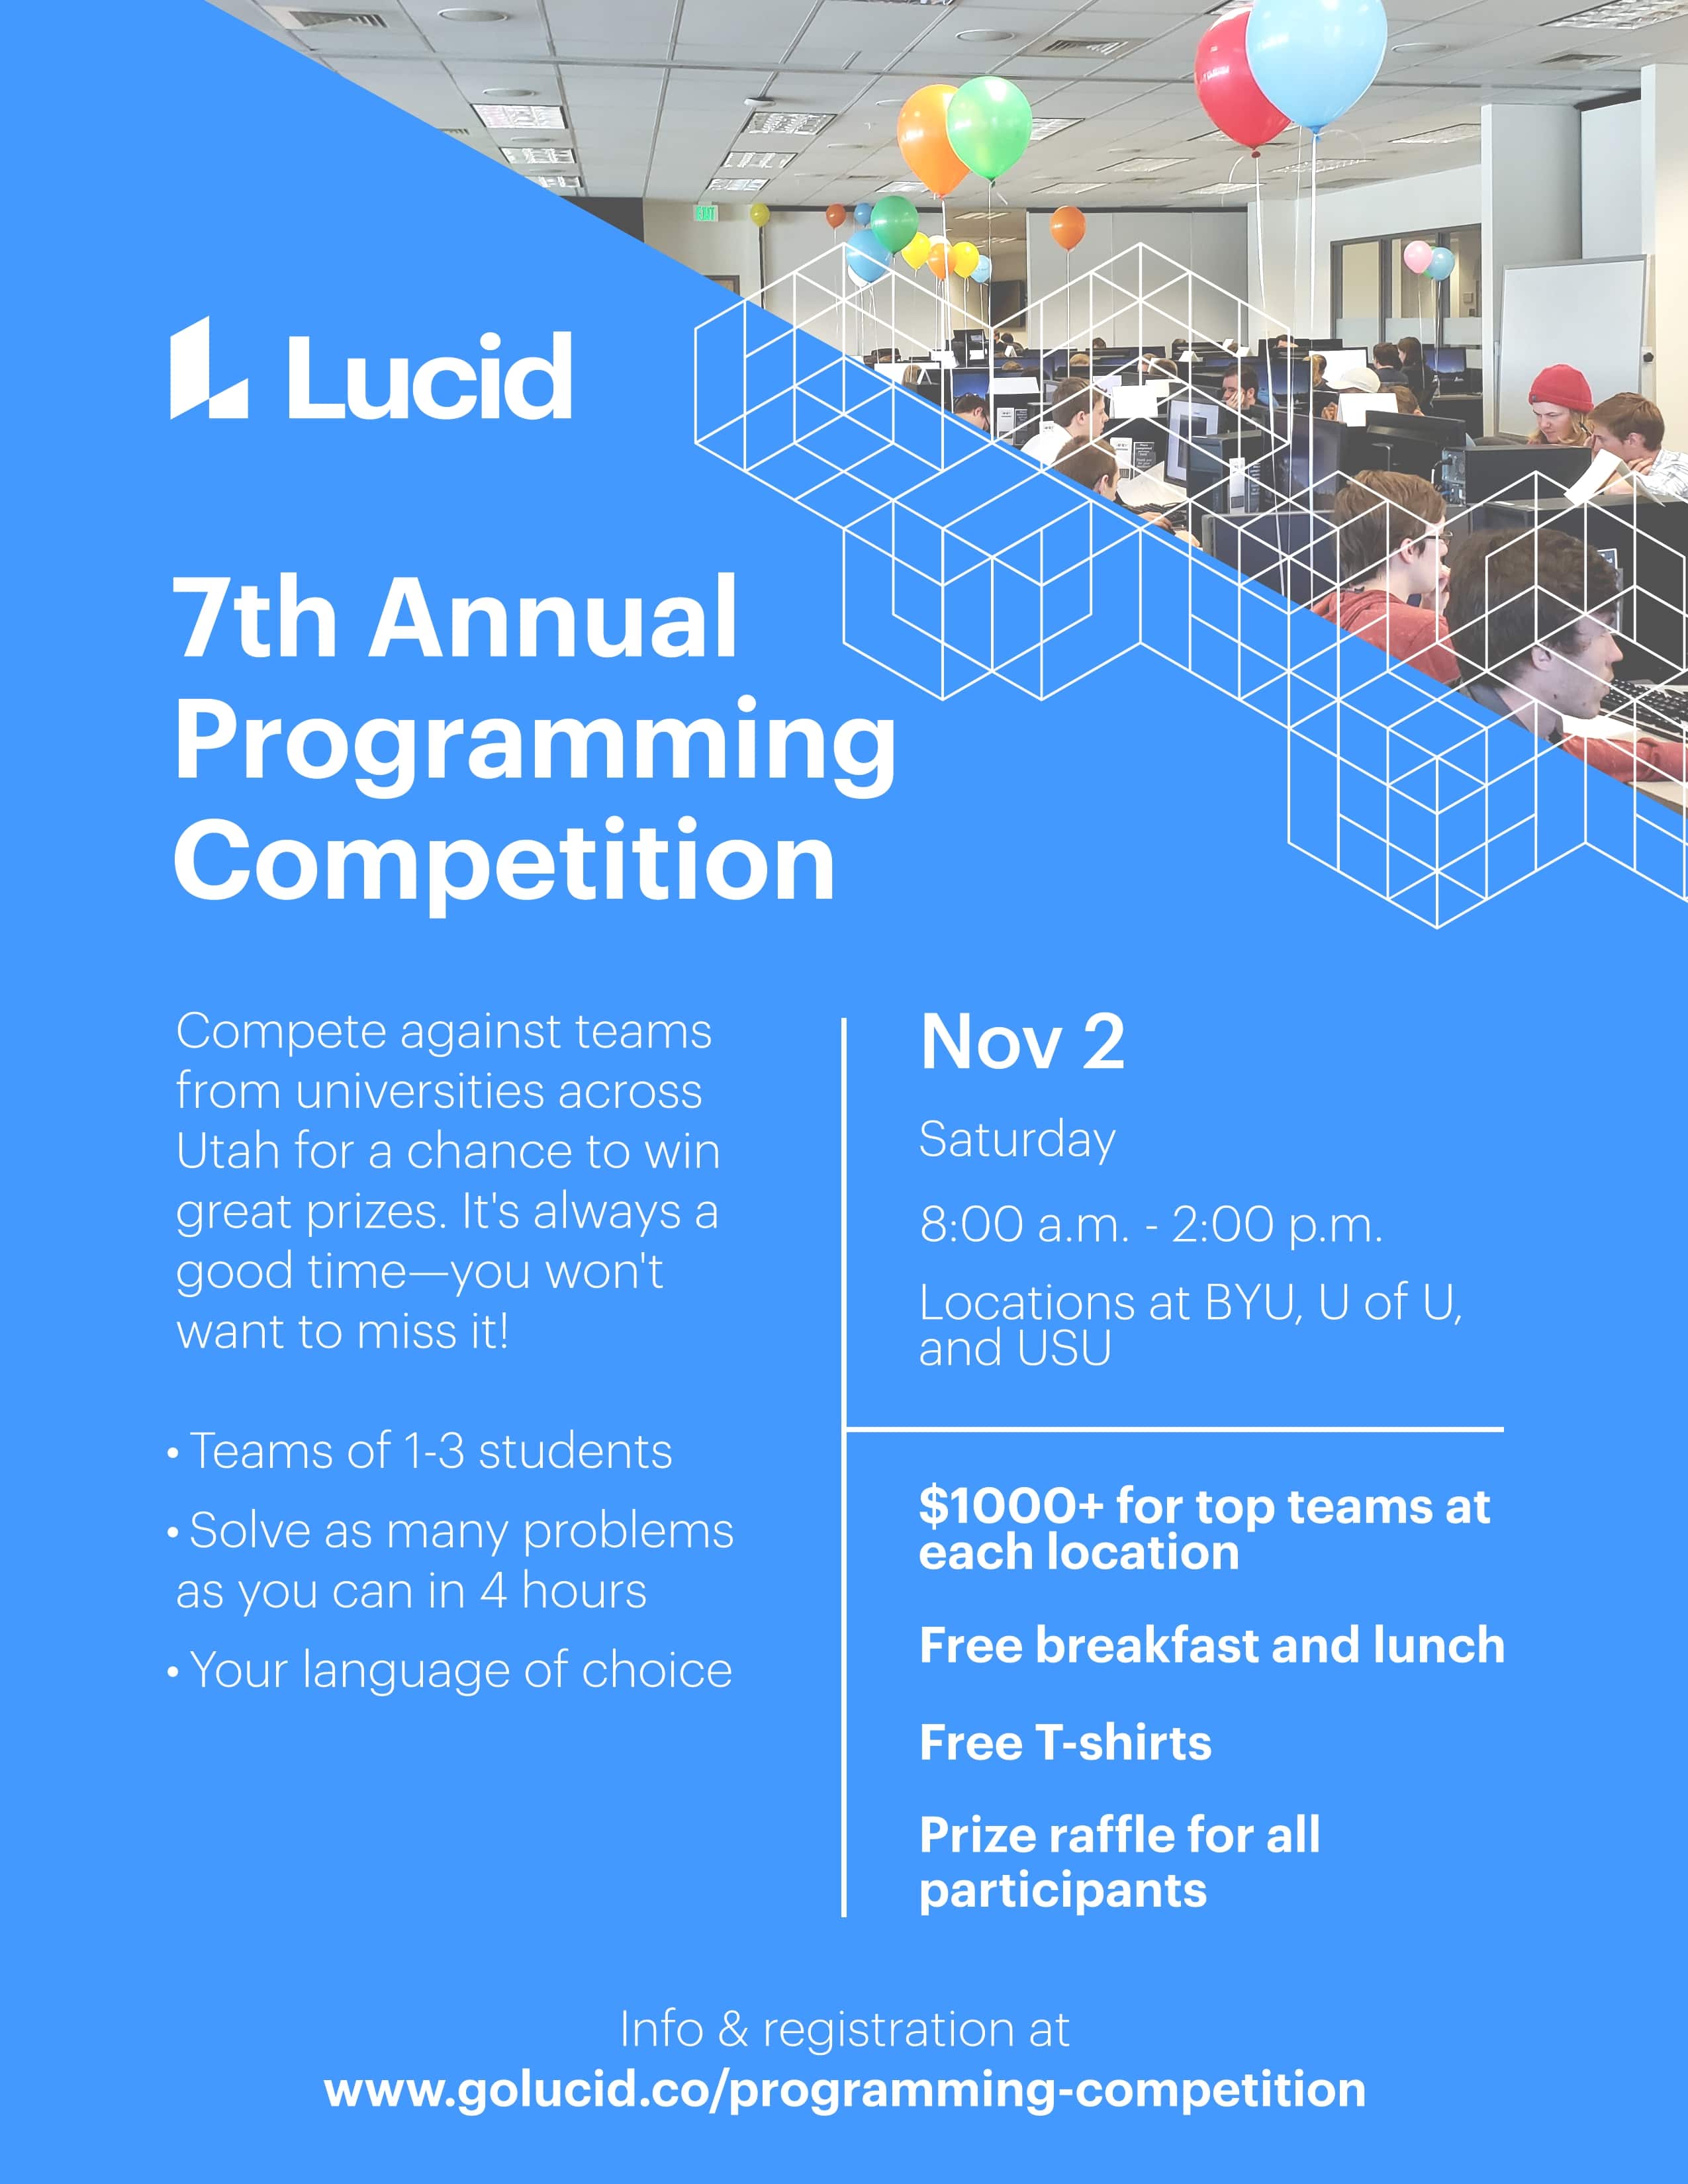 Lucid
7th Annual
Programming
Competition
Compete against teams
from universities across
Utah for a chance to win
great prizes. It's always a
good time—you won't
want to miss it!
• Teams of 1-3 students
• Solve as many problems
as you can in 4 hours
• Your language of choice
Nov 2
Saturday
8:00 a.m. - 2:00 p.m.
Locations at BYU, U of U,
and USU
$1000+ for top teams at
each location
Free breakfast and lunch
Free T-shirts
Prize raffle for all
participants
Info & registration at
www.golucid.co/programming-competition
EXIT